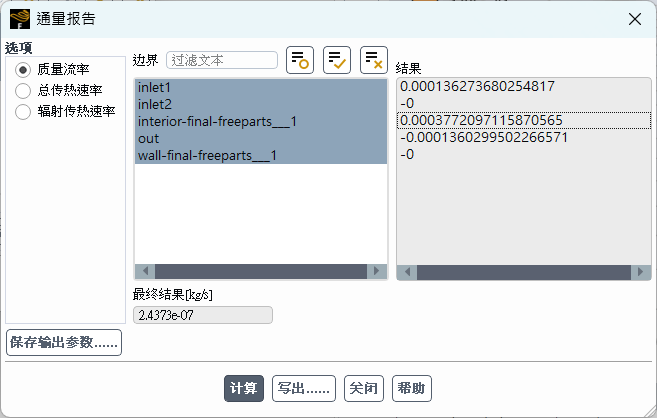 通量报告
选项
质量流率
总传热速率
辐射传热速率
边界
过滤文本
inlet1
inlet2
interior-final-freeparts___1
out
wall-final-freeparts___1
结果
0.000136273680254817
-0
0.0003772097115870565
-0.0001360299502266571
-0
最终结果[kg/s]
2.4373e-07
保存输出参数......
计算
写出......
关闭
帮助